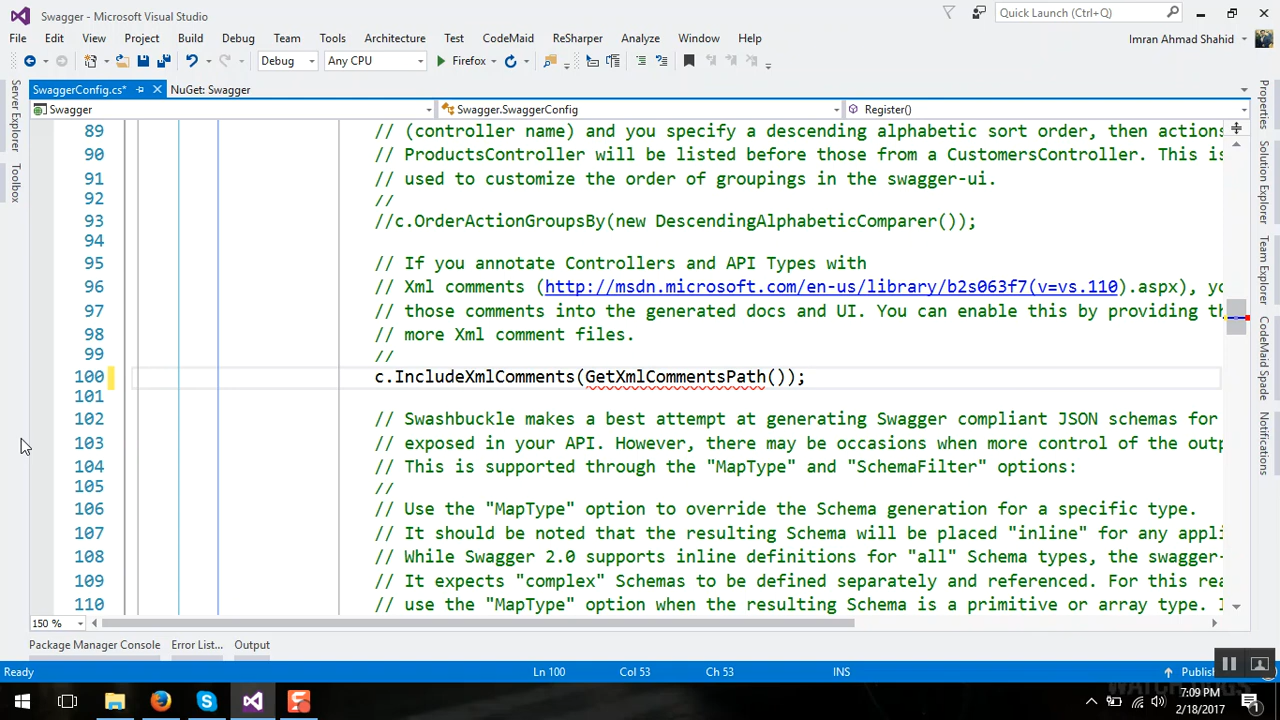 Swagger - Microsoft Visual Studio
Quick Launch (Ctrl+Q)
File Edit View Project Build Debug Team Tools Architecture Test CodeMaid ReSharper Analyze Window Help
Imran Ahmad Shahid
Debug Any CPU Firefox
SwaggerConfig.cs* NuGet: Swagger
Swagger Swagger.SwaggerConfig Register()
Server Explorer
Toolbox
Properties
Solution Explorer
Team Explorer
CodeMaid Spade
Notifications
89 // (controller name) and you specify a descending alphabetic sort order, then actions
90 // ProductsController will be listed before those from a CustomersController. This is
91 // used to customize the order of groupings in the swagger-ui.
92 //
93 //c.OrderActionGroupsBy(new DescendingAlphabeticComparer());
94
95 // If you annotate Controllers and API Types with
96 // Xml comments (http://msdn.microsoft.com/en-us/library/b2s063f7(v=vs.110).aspx), yo
97 // those comments into the generated docs and UI. You can enable this by providing th
98 // more Xml comment files.
99 //
100 c.IncludeXmlComments(GetXmlCommentsPath());
101
102 // Swashbuckle makes a best attempt at generating Swagger compliant JSON schemas for
103 // exposed in your API. However, there may be occasions when more control of the outp
104 // This is supported through the "MapType" and "SchemaFilter" options:
105 //
106 // Use the "MapType" option to override the Schema generation for a specific type.
107 // It should be noted that the resulting Schema will be placed "inline" for any appli
108 // While Swagger 2.0 supports inline definitions for "all" Schema types, the swagger-
109 // It expects "complex" Schemas to be defined separately and referenced. For this rea
110 // use the "MapType" option when the resulting Schema is a primitive or array type. I
150 %
Package Manager Console Error List... Output
Ready Ln 100 Col 53 Ch 53 INS Publish
7:09 PM
2/18/2017